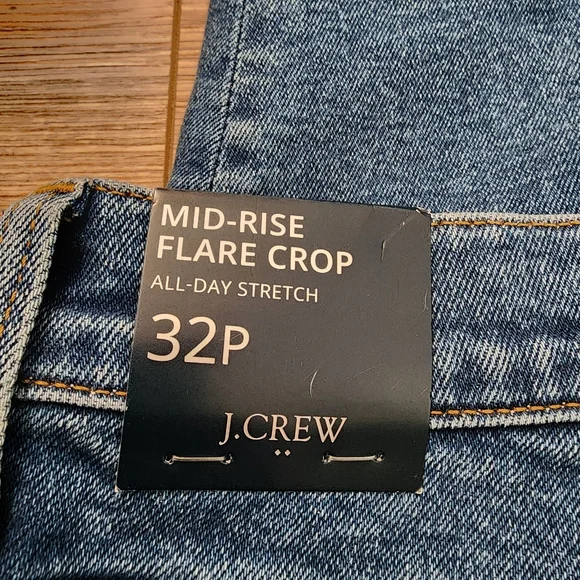 MID-RISE
FLARE CROP
ALL-DAY STRETCH
32P
J.CREW